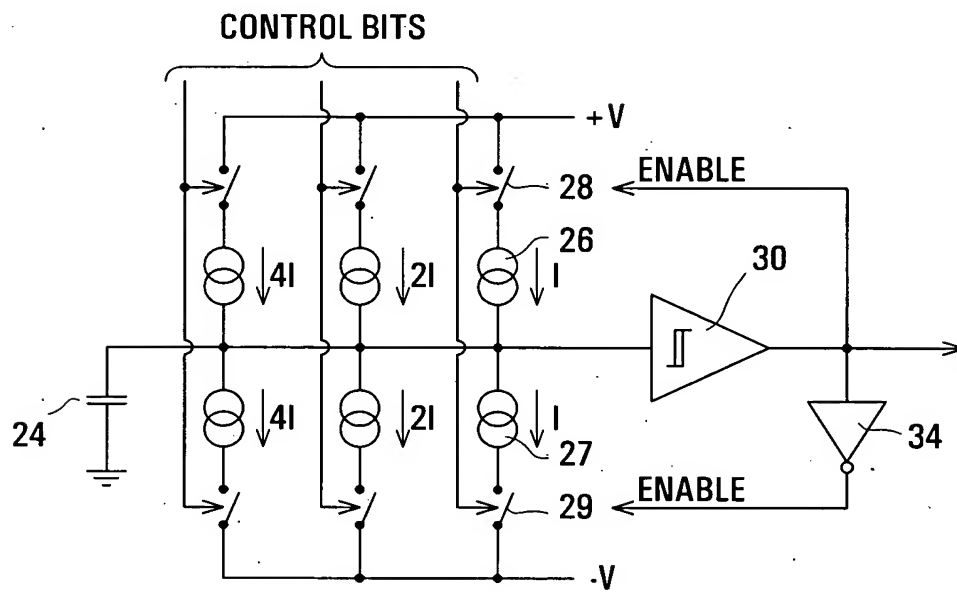 CONTROL BITS
+V
ENABLE
28
26
4I
2I
I
30
24
4I
2I
I
27
34
ENABLE
29
-V